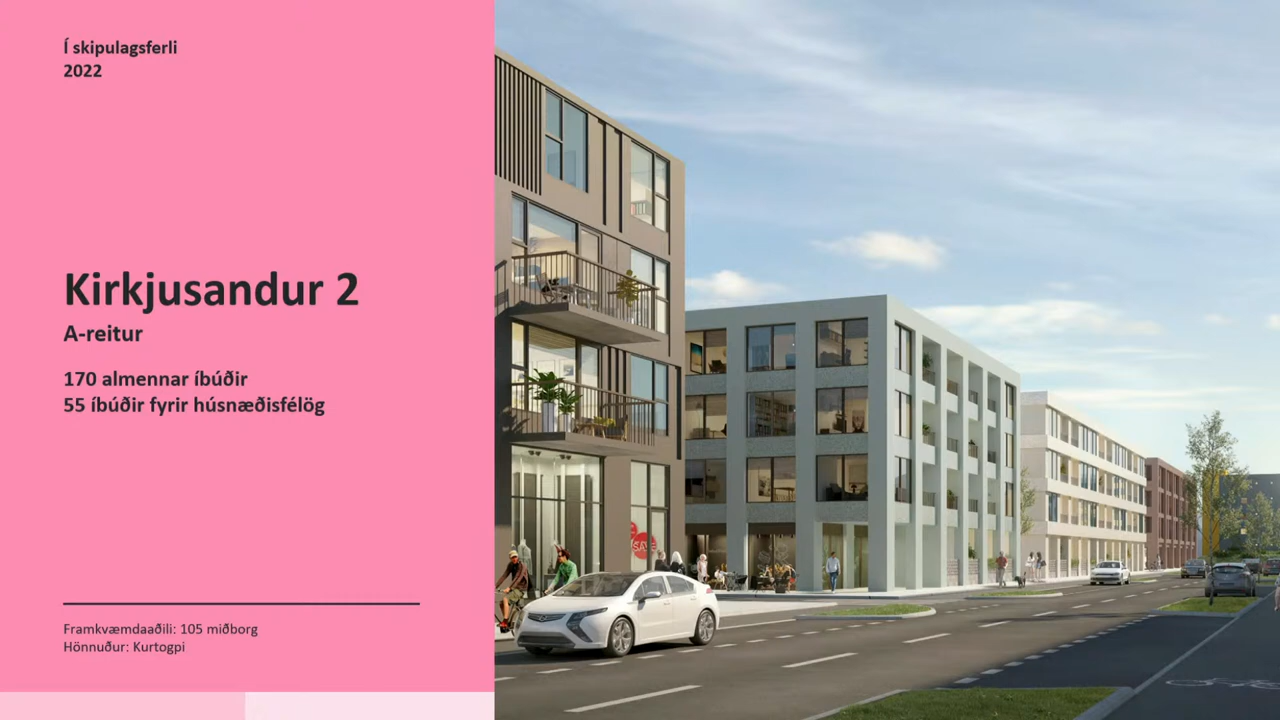 Í skipulagsferli
2022
Kirkjusandur 2
A-reitur
170 almennar íbúðir
55 íbúðir fyrir húsnæðisfélög
Framkvæmdaaðili: 105 miðborg
Hönnuður: Kurtogpi